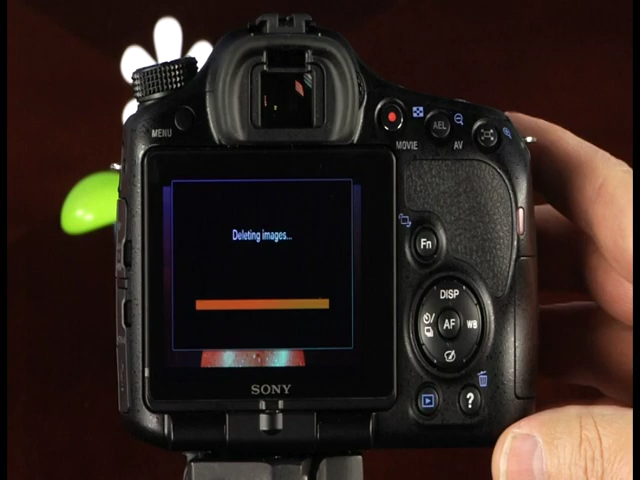 MENU
MOVIE
AEL
AV
Deleting images...
Fn
DISP
AF
WB
?
SONY